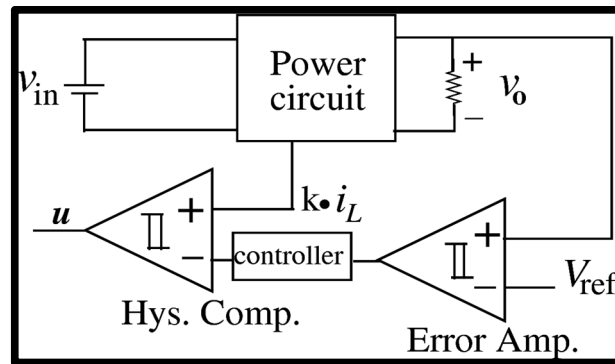 Power
circuit
v_in
+
v_o
−
u
+
k•i_L
−
controller
+
−
V_ref
Hys. Comp.
Error Amp.